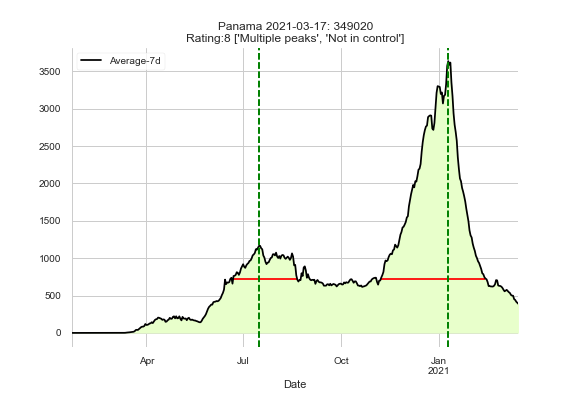 Panama 2021-03-17: 349020
Rating:8 ['Multiple peaks', 'Not in control']
Average-7d
3500
3000
2500
2000
1500
1000
500
0
Apr
Jul
Oct
Jan
2021
Date